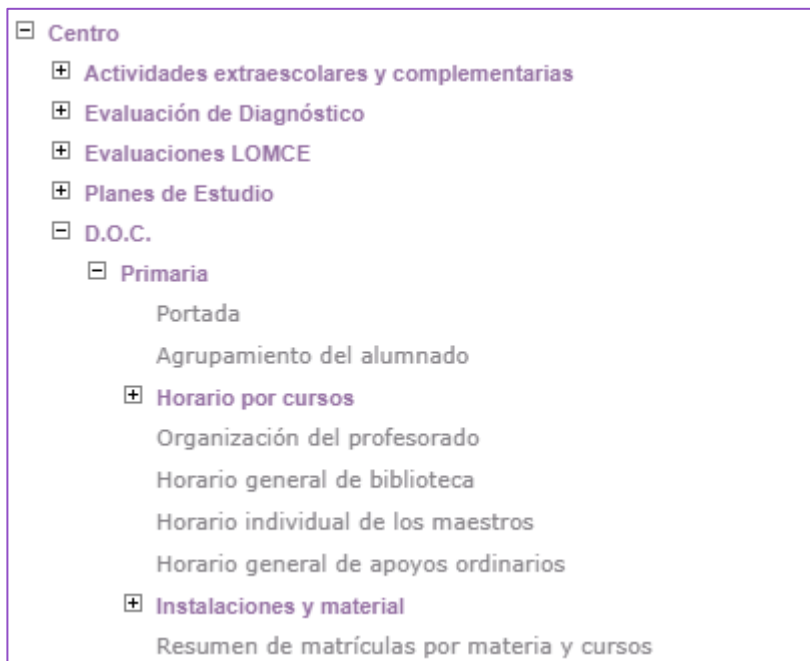 Centro
Actividades extraescolares y complementarias
Evaluación de Diagnóstico
Evaluaciones LOMCE
Planes de Estudio
D.O.C.
Primaria
Portada
Agrupamiento del alumnado
Horario por cursos
Organización del profesorado
Horario general de biblioteca
Horario individual de los maestros
Horario general de apoyos ordinarios
Instalaciones y material
Resumen de matrículas por materia y cursos